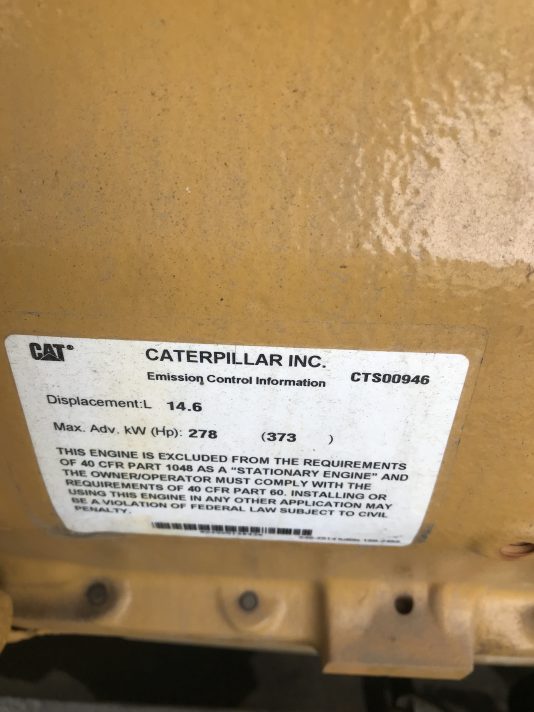 CAT®
CATERPILLAR INC.
Emission Control Information
CTS00946
Displacement:L 14.6
Max. Adv. kW (Hp): 278 (373 )
THIS ENGINE IS EXCLUDED FROM THE REQUIREMENTS
OF 40 CFR PART 1048 AS A "STATIONARY ENGINE" AND
THE OWNER/OPERATOR MUST COMPLY WITH THE
REQUIREMENTS OF 40 CFR PART 60. INSTALLING OR
USING THIS ENGINE IN ANY OTHER APPLICATION MAY
BE A VIOLATION OF FEDERAL LAW SUBJECT TO CIVIL
PENALTY.